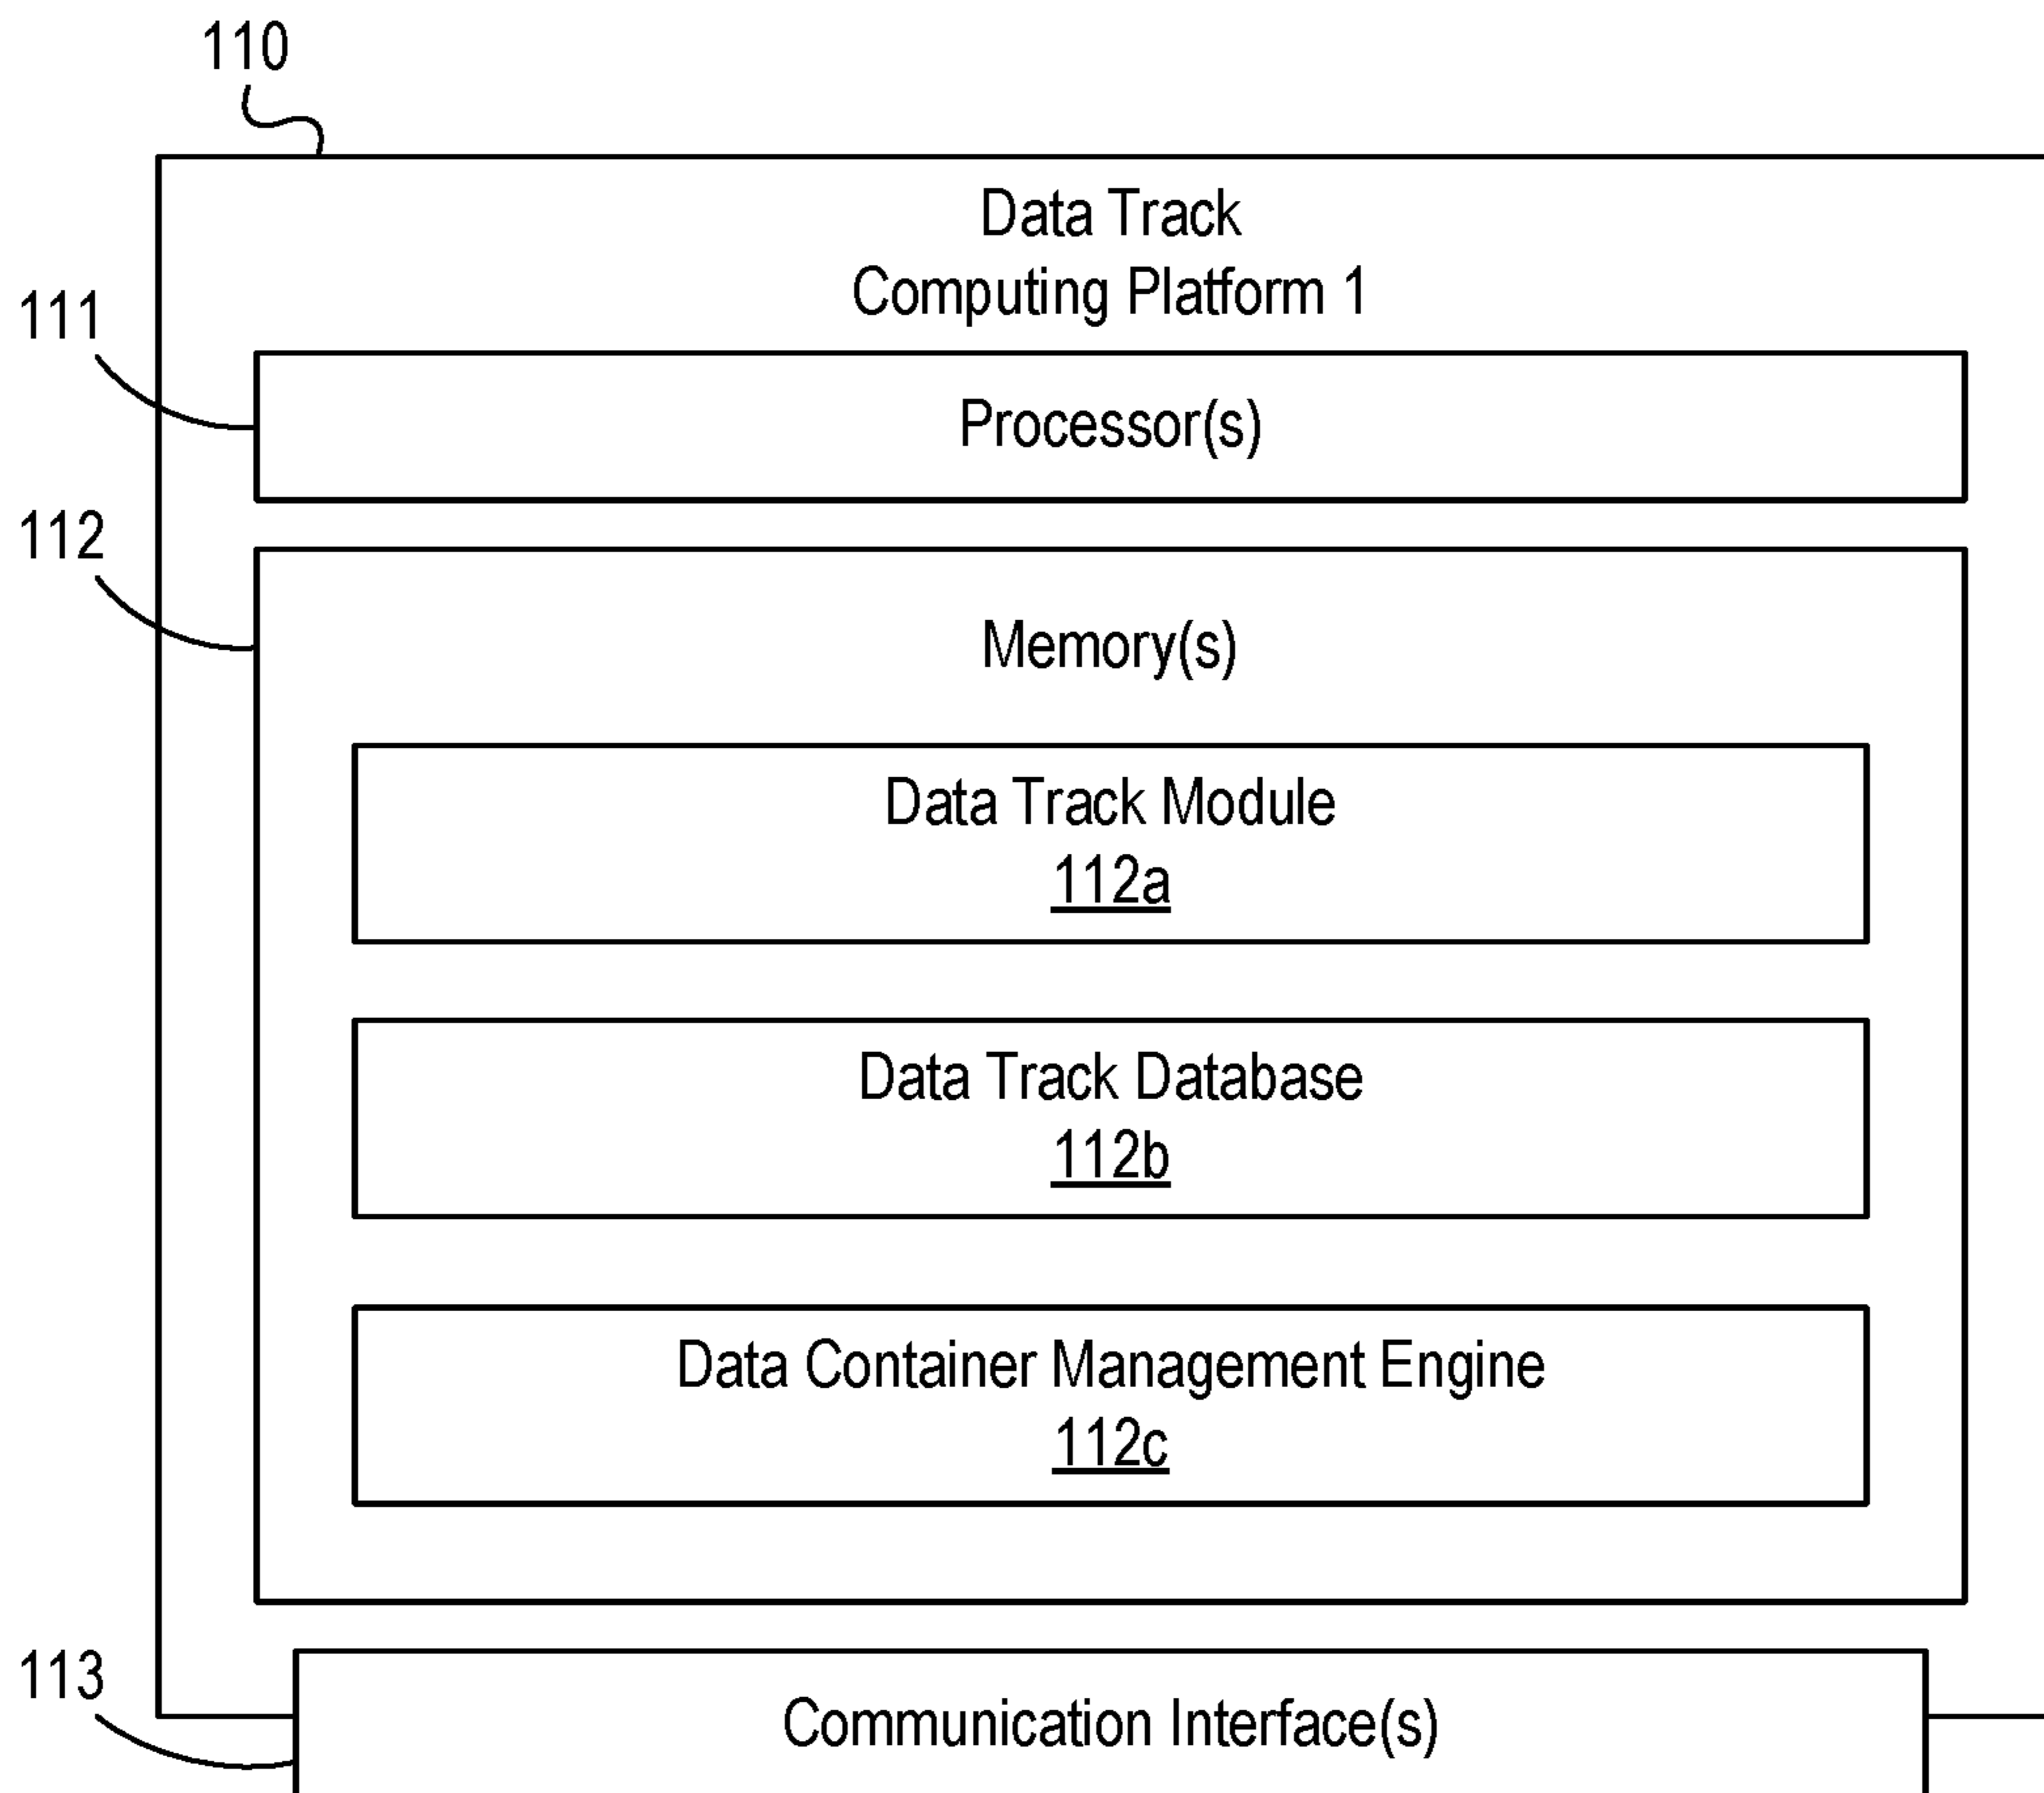 110
Data Track
Computing Platform 1
111
Processor(s)
112
Memory(s)
Data Track Module
112a
Data Track Database
112b
Data Container Management Engine
112c
113
Communication Interface(s)